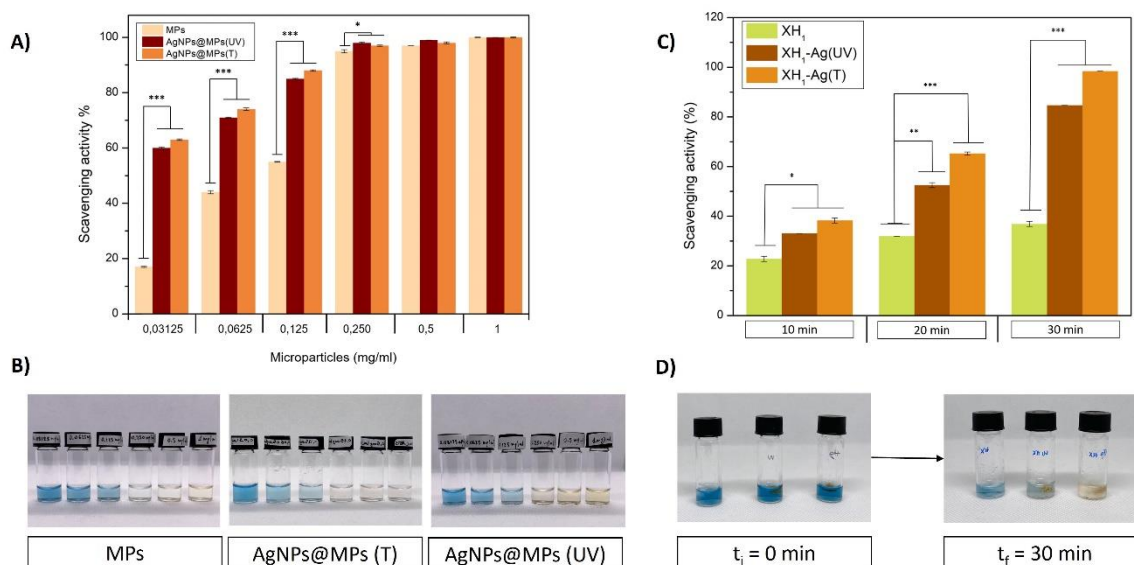 A)
MPs
AgNPs@MPs(UV)
AgNPs@MPs(T)
***
***
***
*
100
80
60
40
20
0
Scavenging activity %
0,03125
0,0625
0,125
0,250
0,5
1
Microparticles (mg/ml)
C)
XH1
XH1-Ag(UV)
XH1-Ag(T)
*
**
***
***
120
100
80
60
40
20
0
Scavenging activity (%)
10 min
20 min
30 min
B)
MPs
AgNPs@MPs (T)
AgNPs@MPs (UV)
D)
ti = 0 min
tf = 30 min